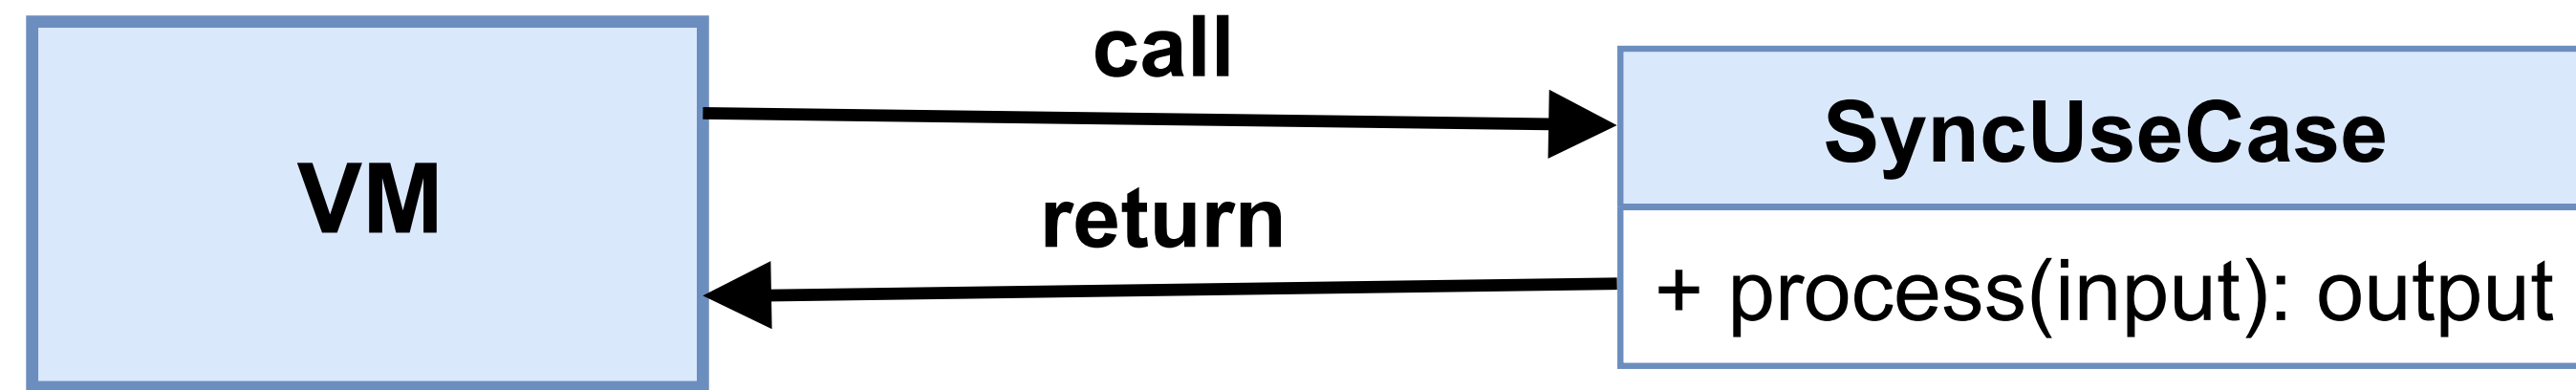 VM
call
return
SyncUseCase
+ process(input): output